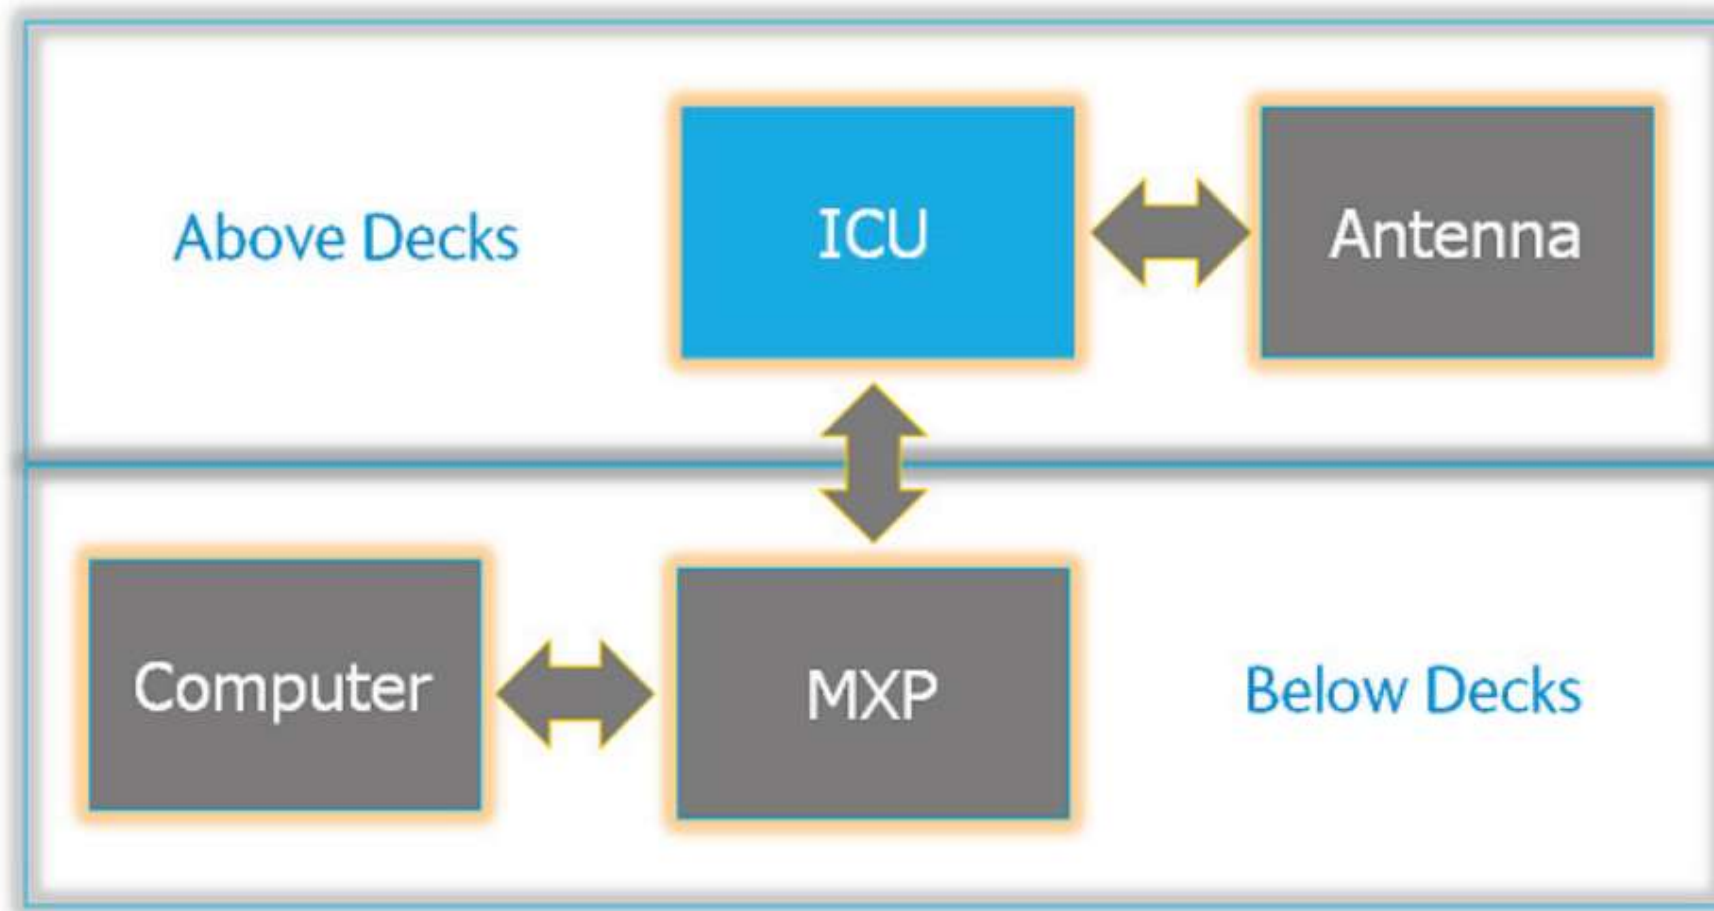 Above Decks
ICU
Antenna
Computer
MXP
Below Decks